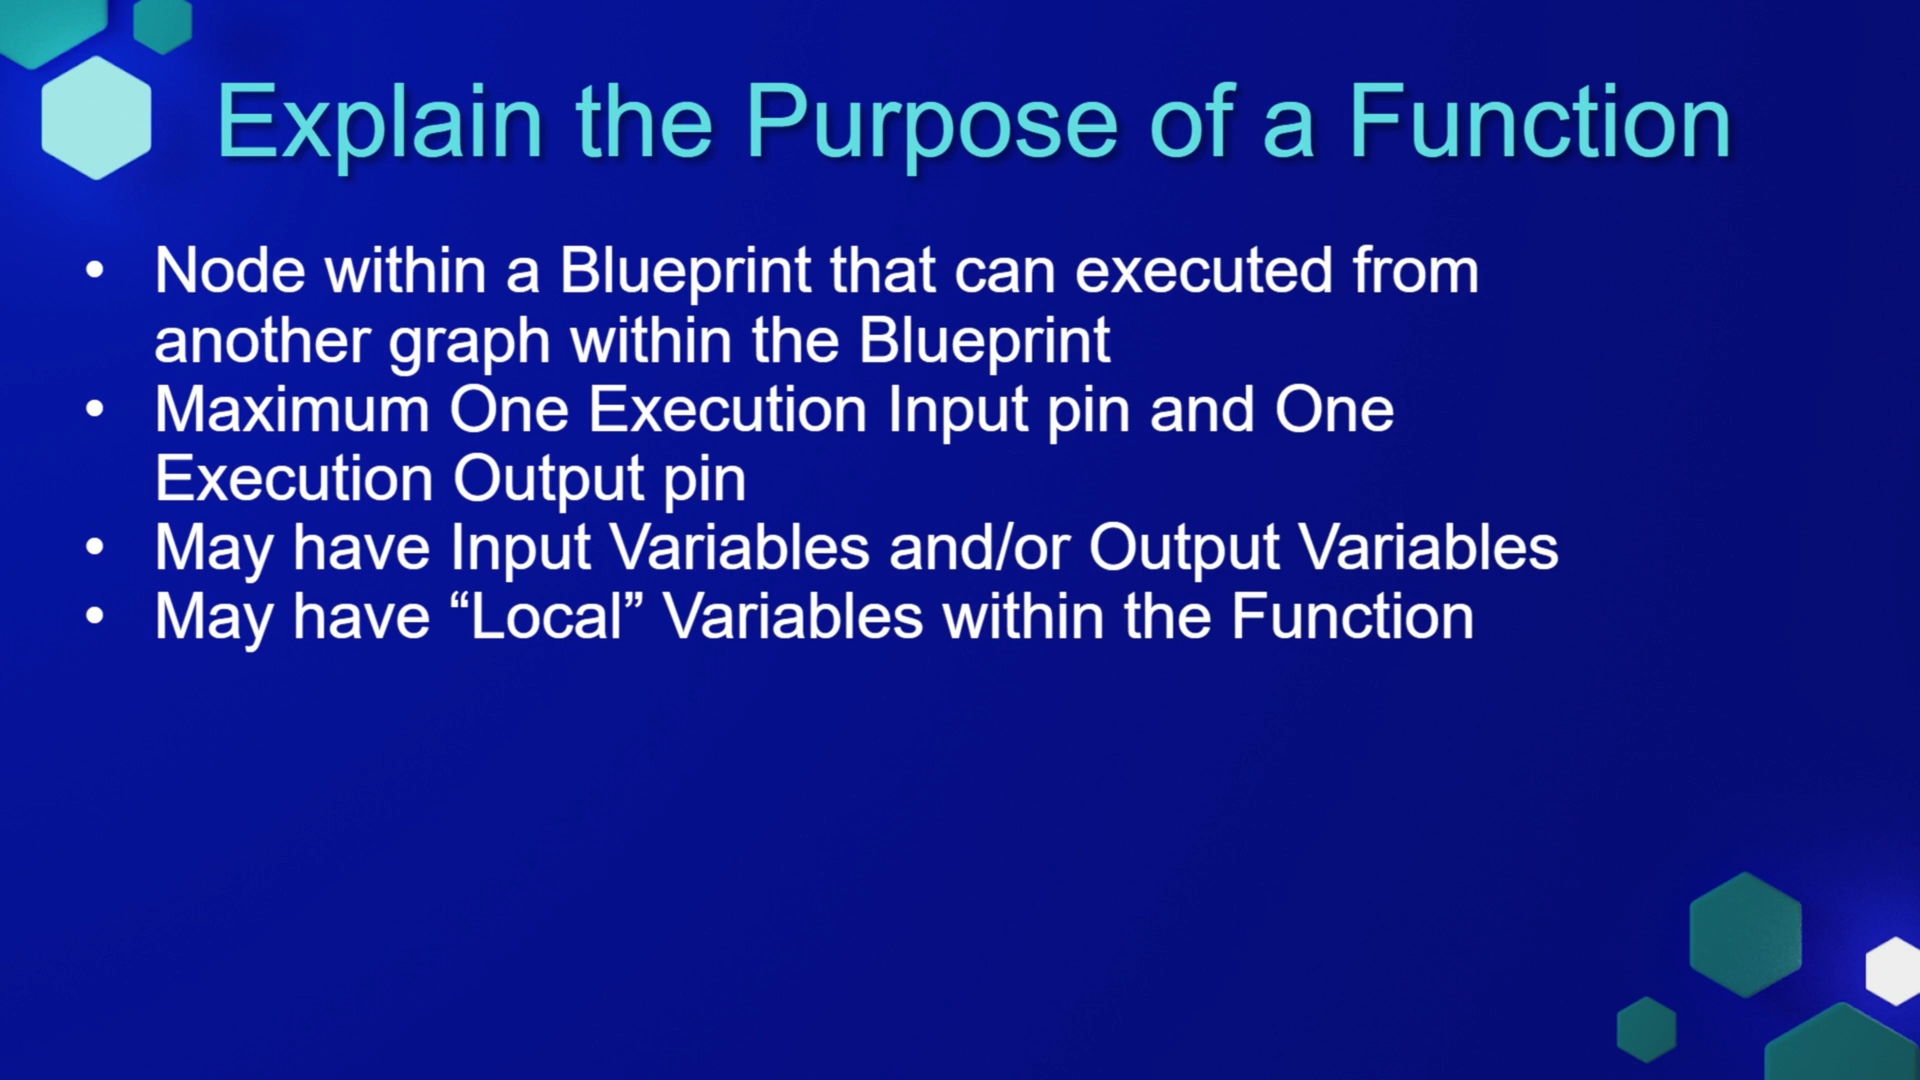 Explain the Purpose of a Function
• Node within a Blueprint that can executed from
another graph within the Blueprint
• Maximum One Execution Input pin and One
Execution Output pin
• May have Input Variables and/or Output Variables
• May have “Local” Variables within the Function